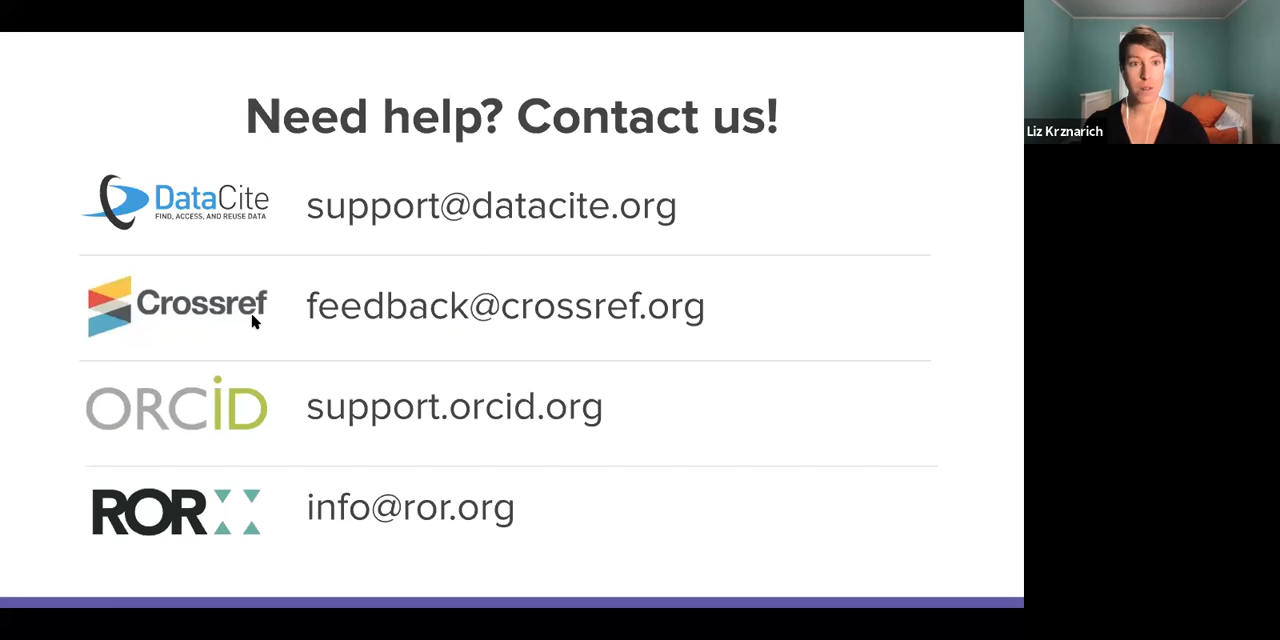 Need help? Contact us!
DataCite
FIND, ACCESS, AND REUSE DATA
support@datacite.org
Crossref
feedback@crossref.org
ORCiD
support.orcid.org
ROR
info@ror.org
Liz Krznarich